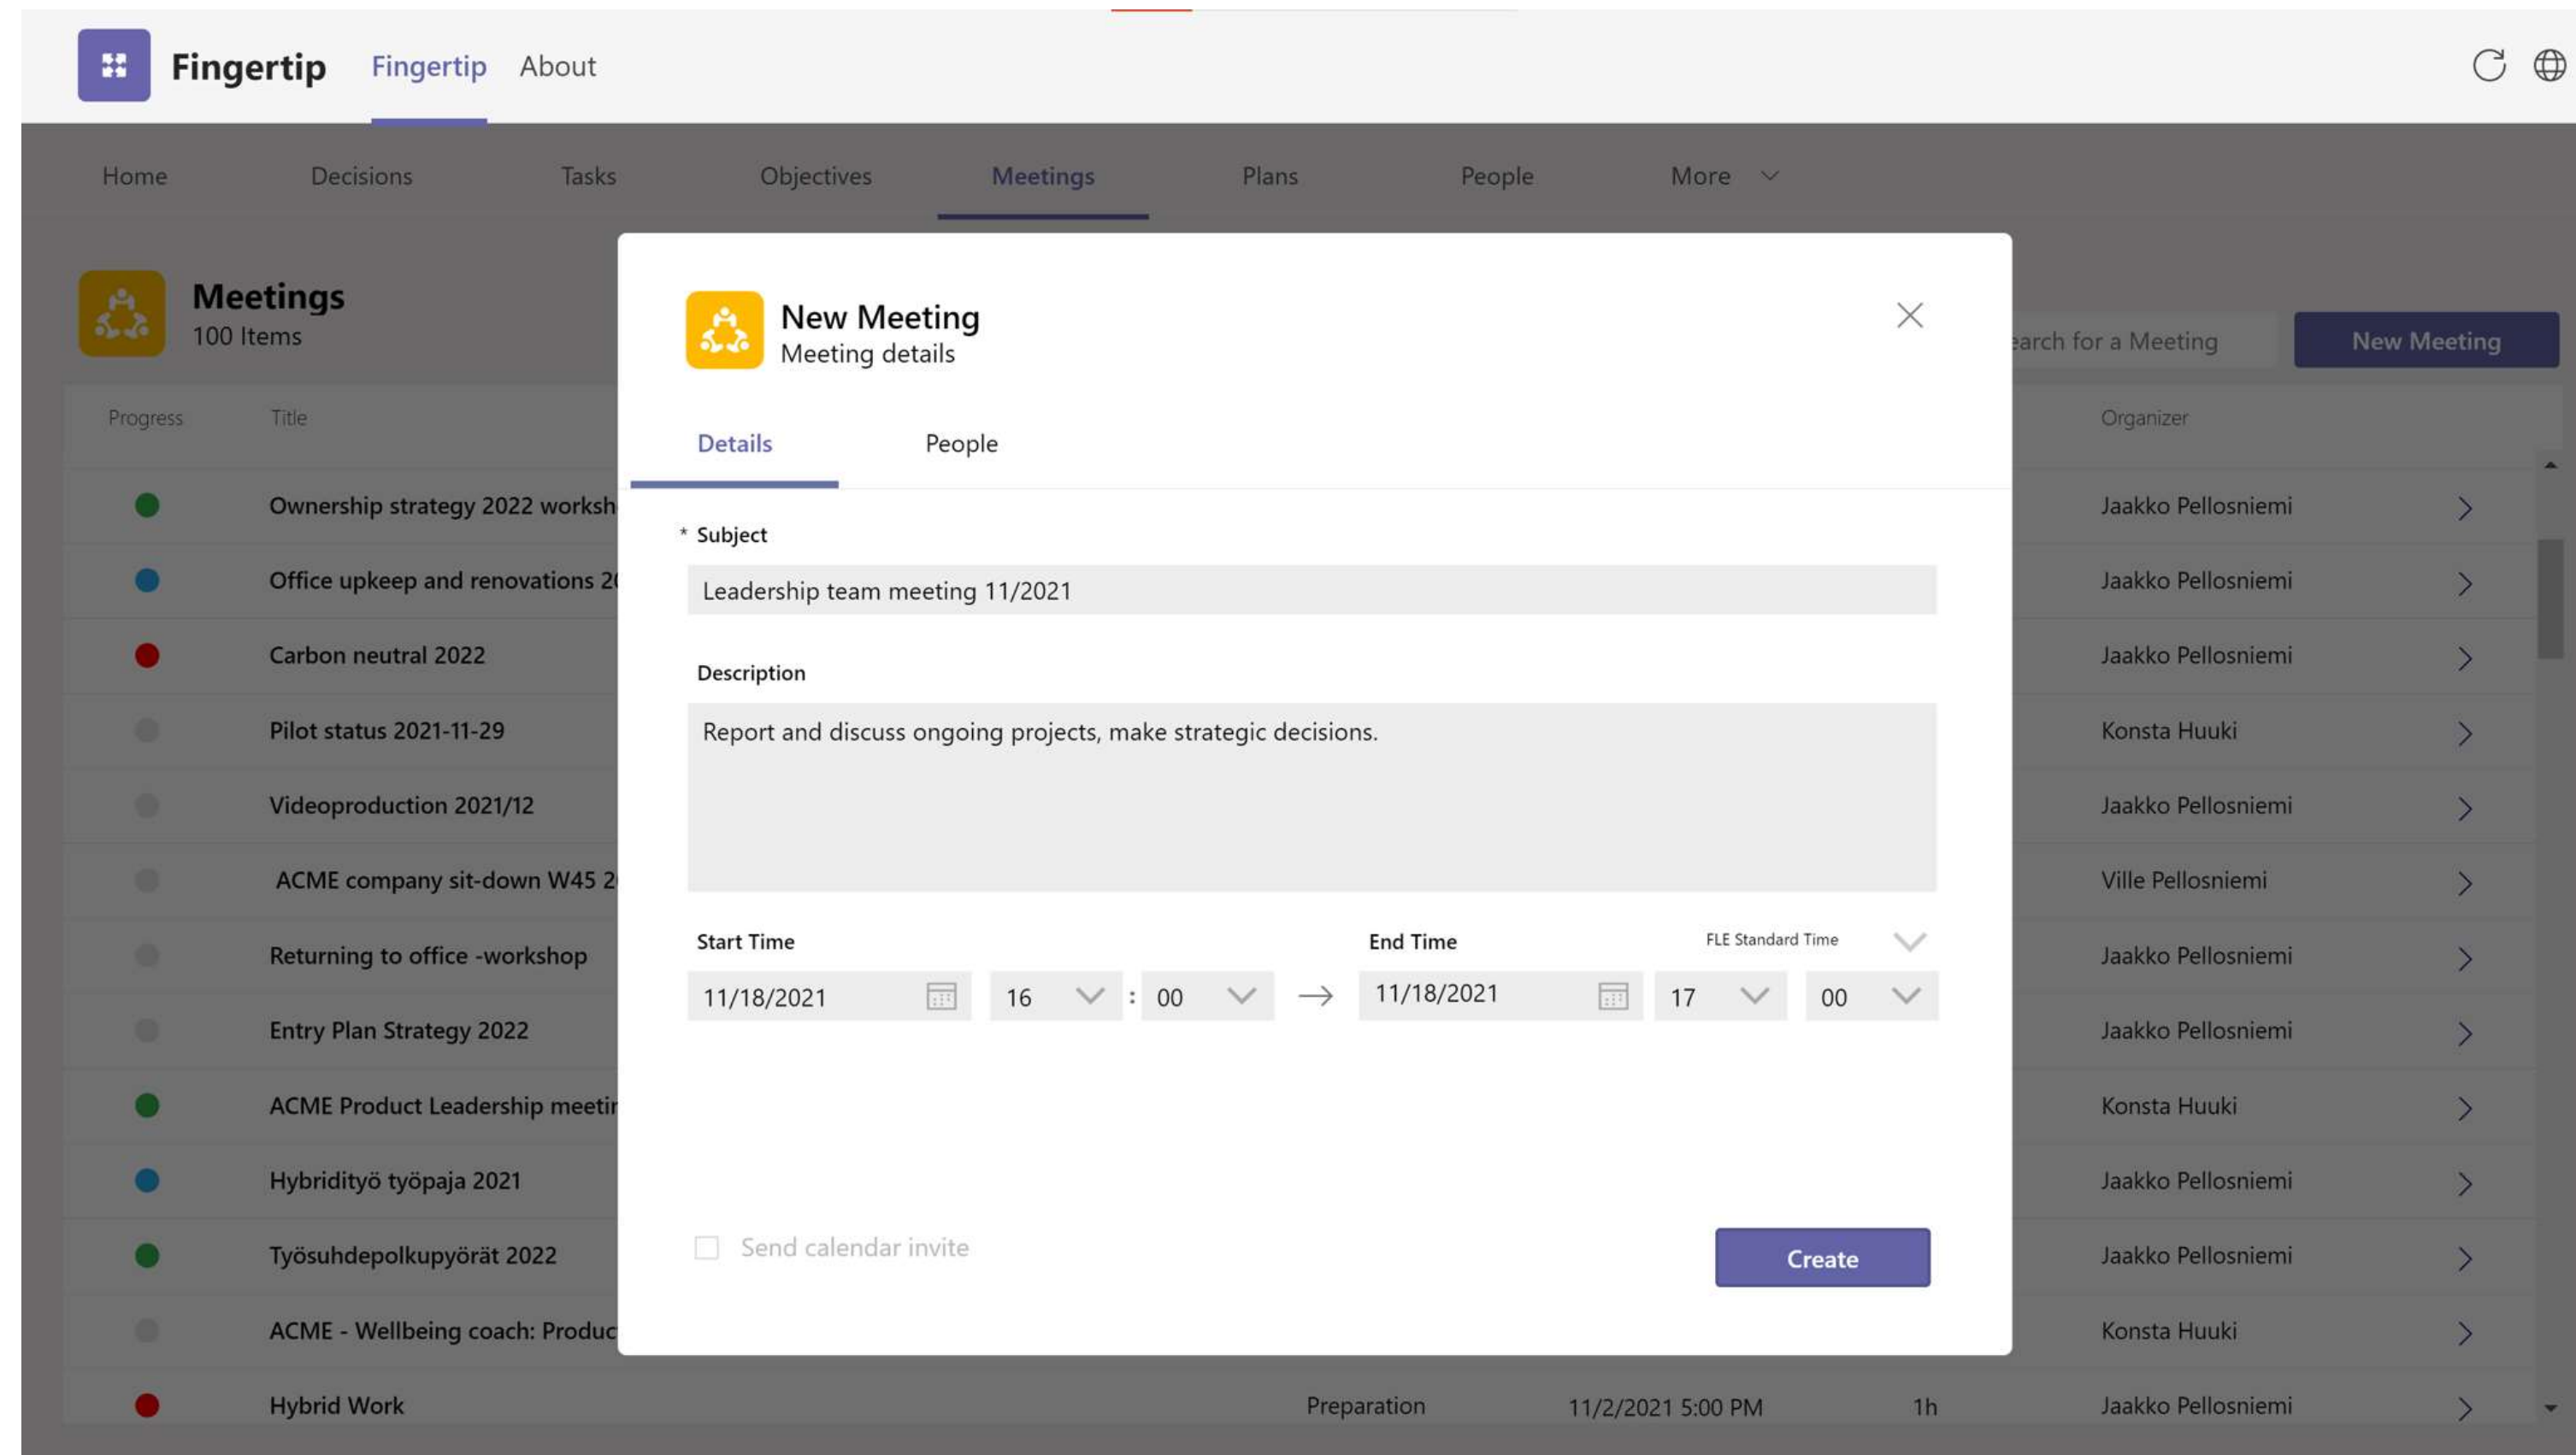 Fingertip Fingertip About
Home Decisions Tasks Objectives Meetings Plans People More
Meetings
100 Items
for a Meeting
New Meeting
Progress Title Organizer
Ownership strategy 2022 Jaakko Pellosniemi
Office upkeep and renovations Jaakko Pellosniemi
Carbon neutral 2022 Jaakko Pellosniemi
Pilot status 2021-11-29 Konsta Huuki
Videoproduction 2021/12 Jaakko Pellosniemi
ACME company sit-down W45 Ville Pellosniemi
Returning to office -workshop Jaakko Pellosniemi
Entry Plan Strategy 2022 Jaakko Pellosniemi
ACME Product Leadership Konsta Huuki
Hybridityö työpaja 2021 Jaakko Pellosniemi
Työsuhdepolkupyörät 2022 Jaakko Pellosniemi
ACME - Wellbeing coach: Konsta Huuki
Hybrid Work Preparation 11/2/2021 5:00 PM 1h Jaakko Pellosniemi
New Meeting
Meeting details
Details People
* Subject
Leadership team meeting 11/2021
Description
Report and discuss ongoing projects, make strategic decisions.
Start Time End Time FLE Standard Time
11/18/2021 16 : 00 → 11/18/2021 17 00
Send calendar invite
Create